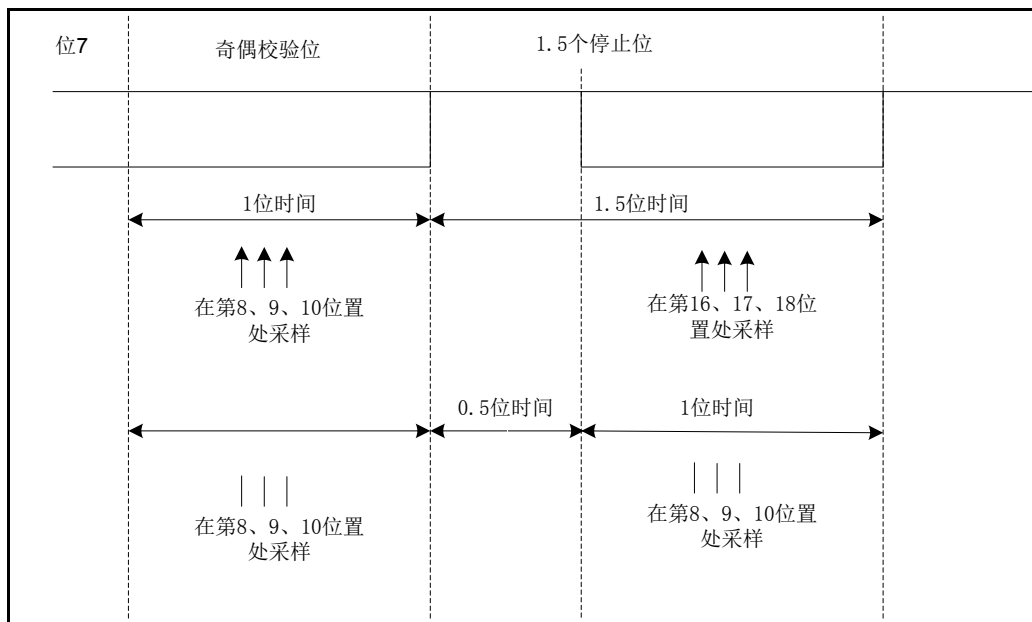 位7
奇偶校验位
1.5个停止位
1位时间
1.5位时间
在第8、9、10位置
处采样
在第16、17、18位
置处采样
0.5位时间
1位时间
在第8、9、10位置
处采样
在第8、9、10位置
处采样